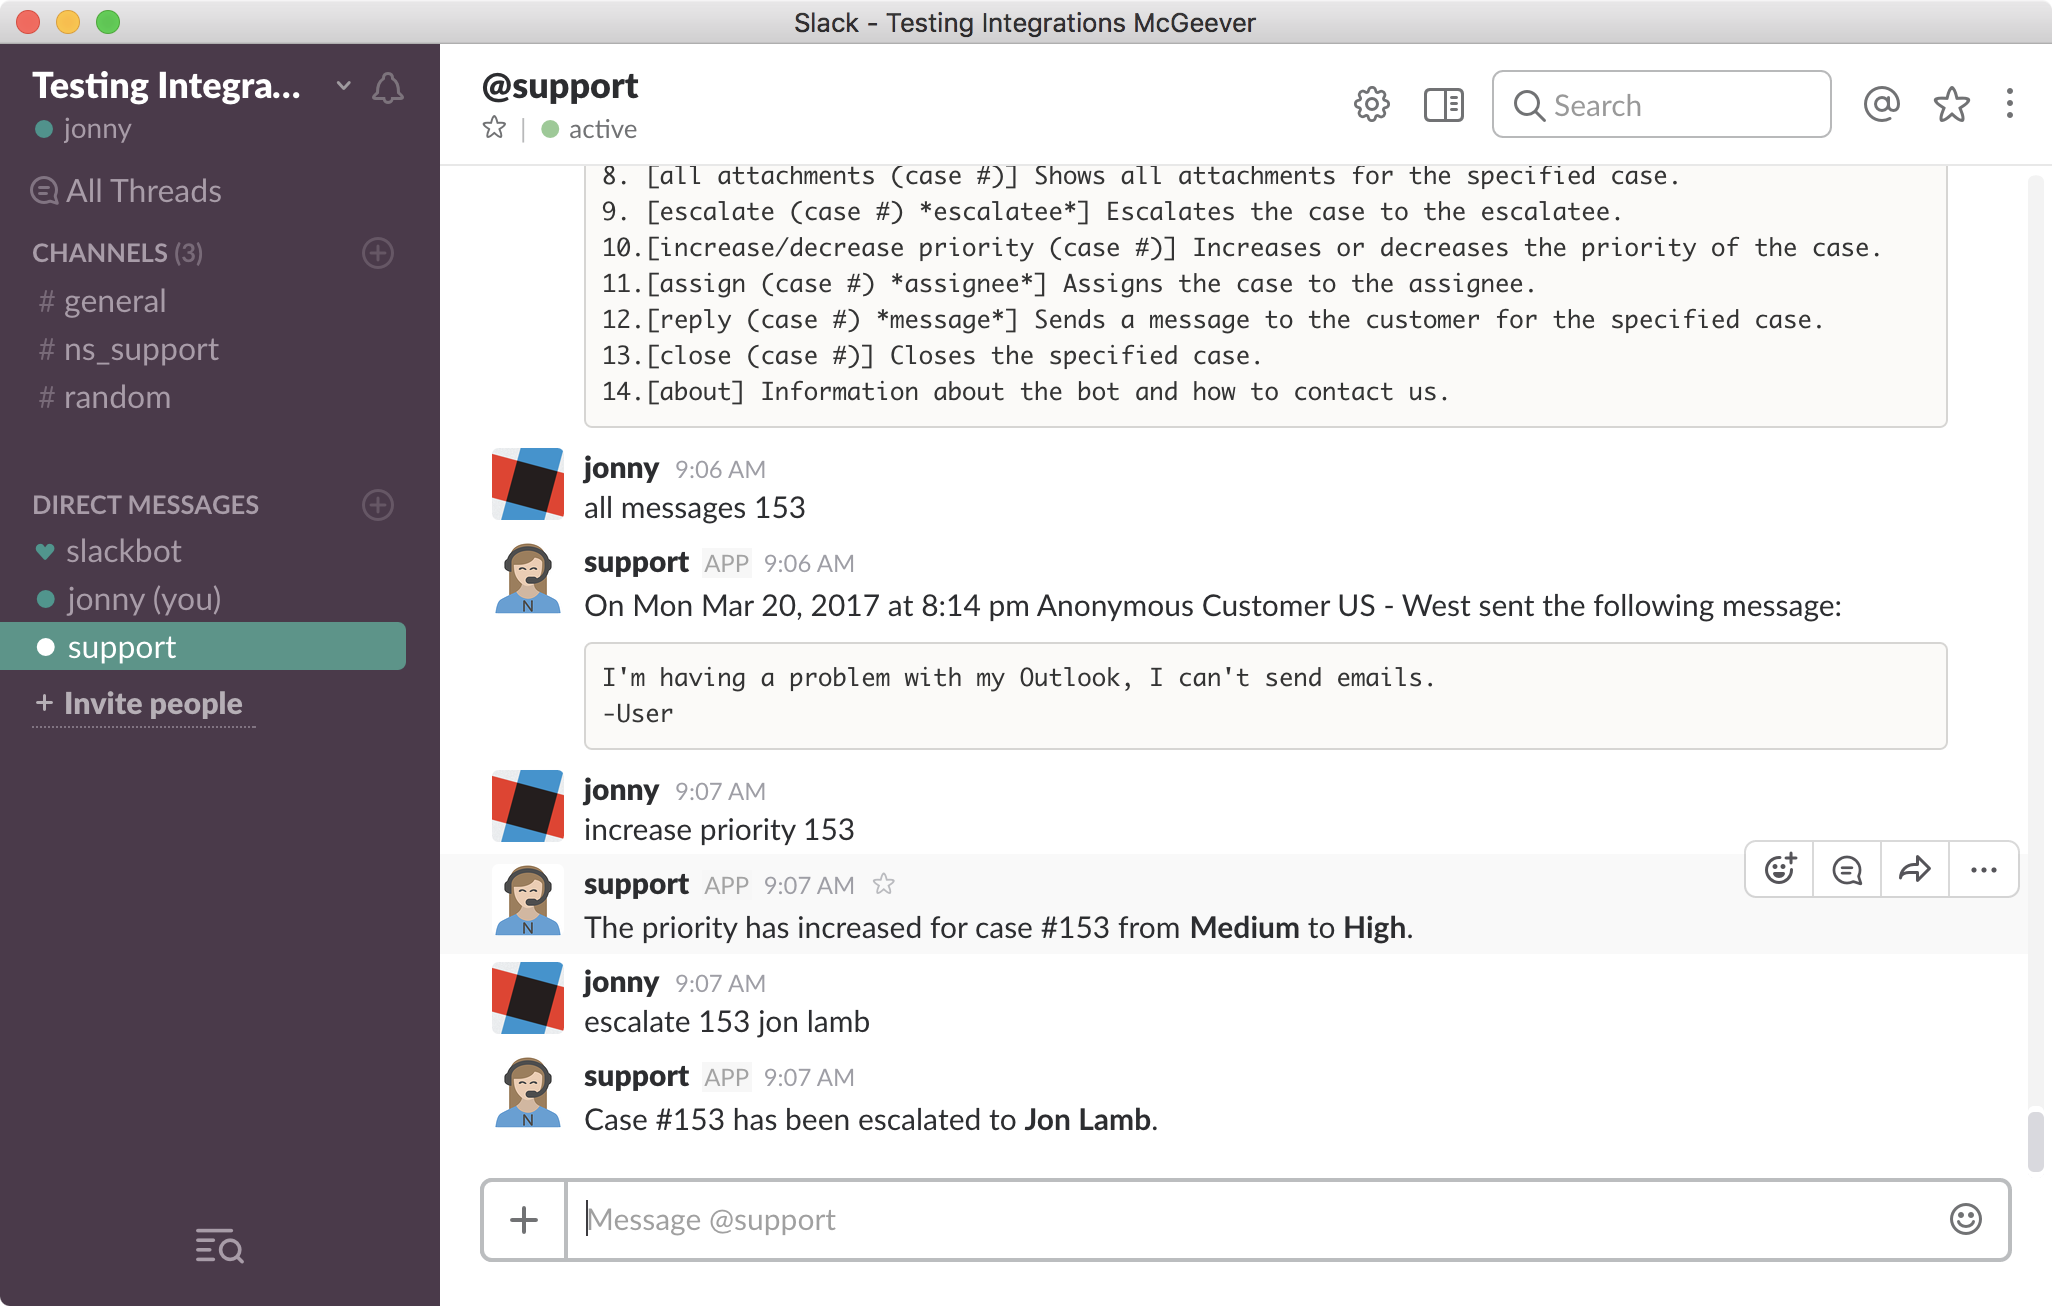 Slack - Testing Integrations McGeever
Testing Integra...
jonny
All Threads
CHANNELS (3)
# general
# ns_support
# random
DIRECT MESSAGES
slackbot
jonny (you)
support
+ Invite people
@support
active
Search
8. [all attachments (case #)] Shows all attachments for the specified case.
9. [escalate (case #) *escalatee*] Escalates the case to the escalatee.
10.[increase/decrease priority (case #)] Increases or decreases the priority of the case.
11.[assign (case #) *assignee*] Assigns the case to the assignee.
12.[reply (case #) *message*] Sends a message to the customer for the specified case.
13.[close (case #)] Closes the specified case.
14.[about] Information about the bot and how to contact us.
jonny 9:06 AM
all messages 153
support APP 9:06 AM
On Mon Mar 20, 2017 at 8:14 pm Anonymous Customer US - West sent the following message:
I'm having a problem with my Outlook, I can't send emails.
-User
jonny 9:07 AM
increase priority 153
support APP 9:07 AM
The priority has increased for case #153 from Medium to High.
jonny 9:07 AM
escalate 153 jon lamb
support APP 9:07 AM
Case #153 has been escalated to Jon Lamb.
Message @support